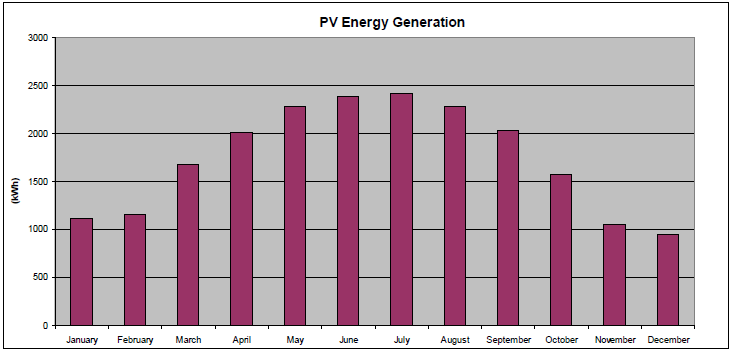 PV Energy Generation
3000
2500
2000
1500
1000
500
0
(kWh)
January February March April May June July August September October November December